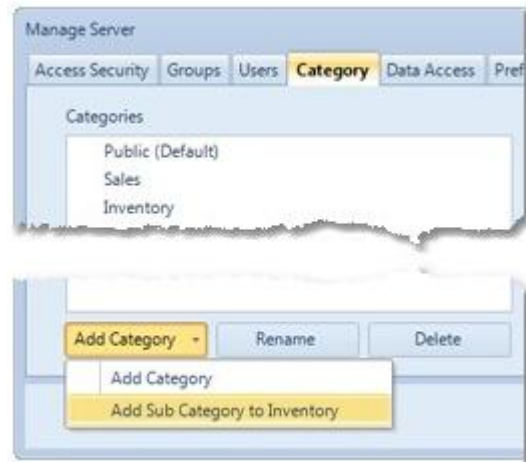 Manage Server
Access Security Groups Users Category Data Access Pref
Categories
Public (Default)
Sales
Inventory
Add Category Rename Delete
Add Category
Add Sub Category to Inventory